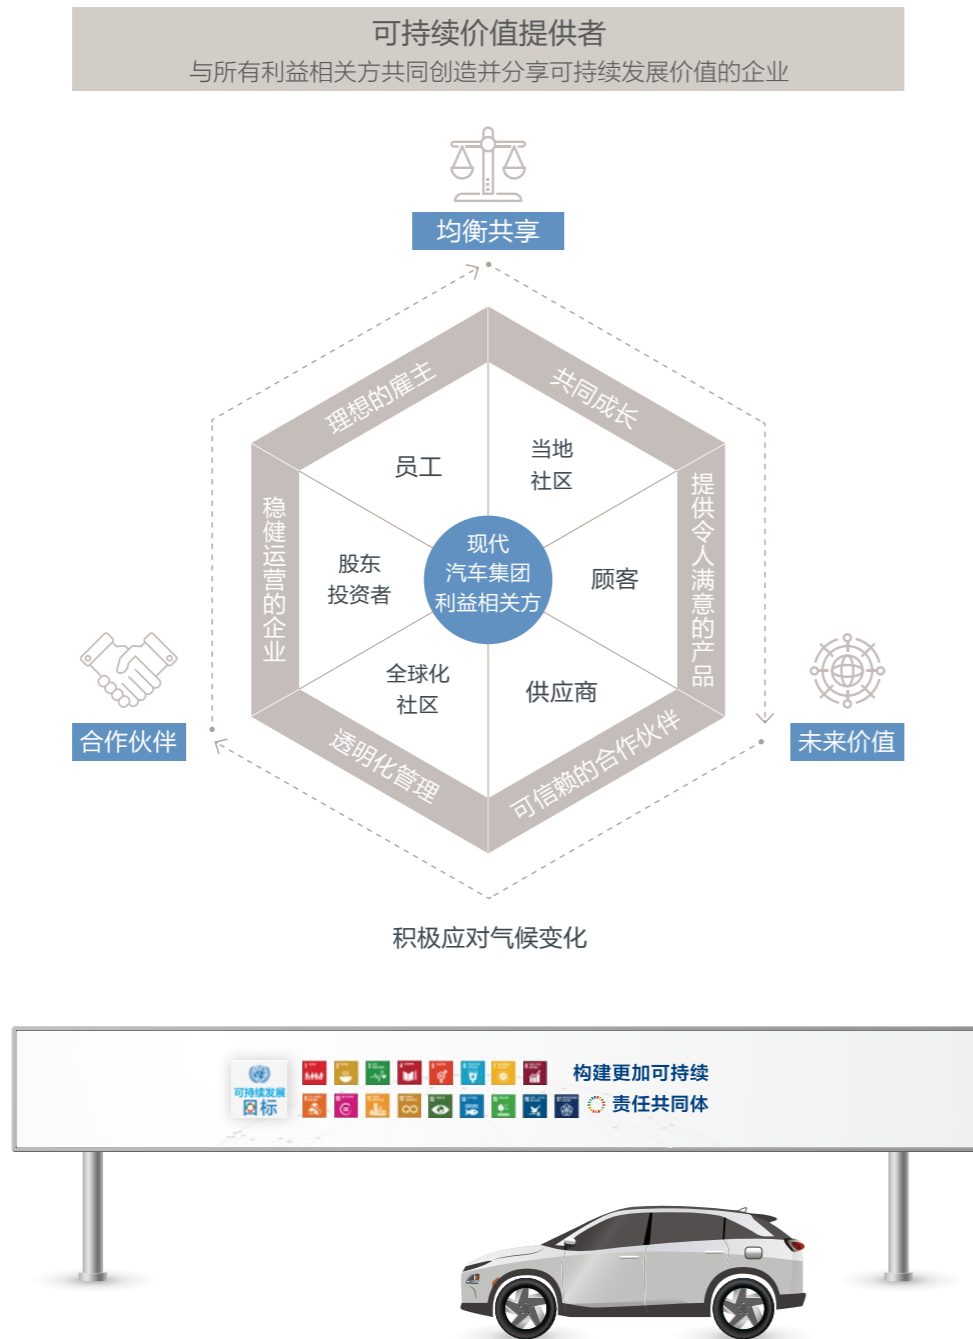 可持续价值提供者
与所有利益相关方共同创造并分享可持续发展价值的企业
均衡共享
理想的雇主
共同成长
员工
当地
社区
稳健运营的企业
提供令人满意的产品
股东
投资者
现代
汽车集团
利益相关方
顾客
全球化
社区
供应商
透明化管理
可信赖的合作伙伴
合作伙伴
未来价值
积极应对气候变化
可持续发展
目标
构建更加可持续
责任共同体